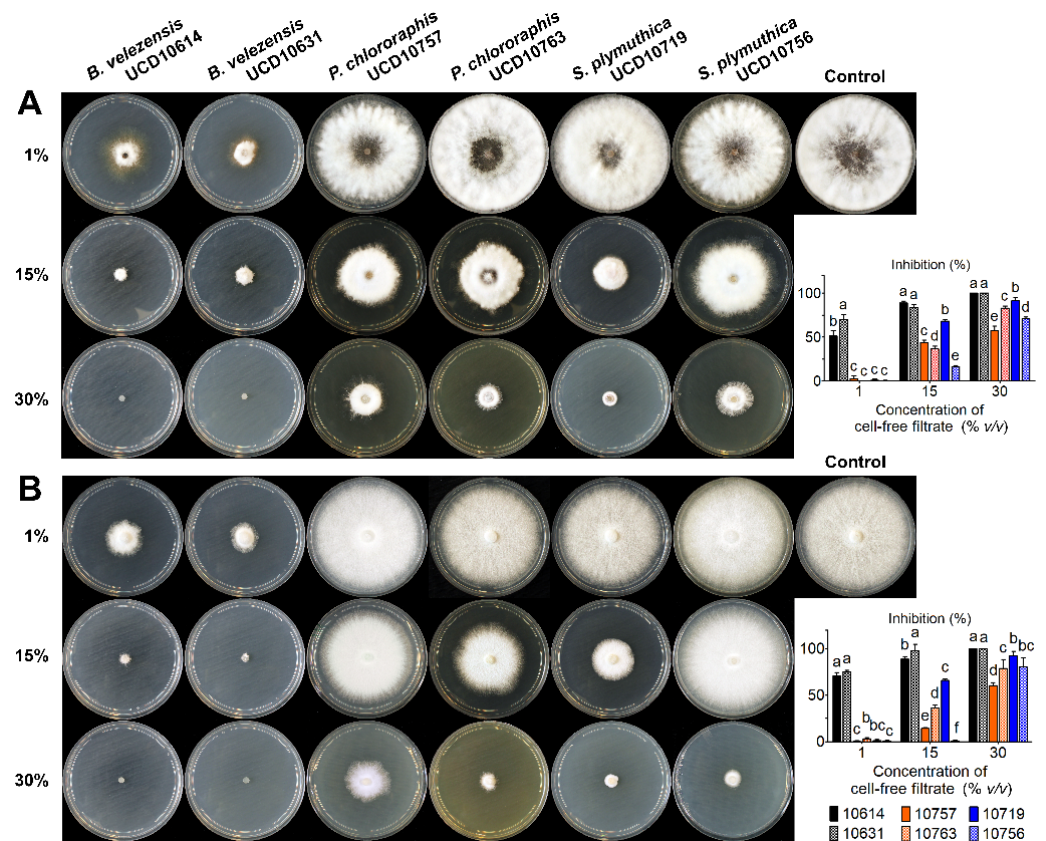 B. velezensis
UCD10614
B. velezensis
UCD10631
P. chlororaphis
UCD10757
P. chlororaphis
UCD10763
S. plymuthica
UCD10719
S. plymuthica
UCD10756
Control
A
1%
15%
30%
Inhibition (%)
100
50
0
b a c c c c
a a c d b e
a a e c b d
1 15 30
Concentration of
cell-free filtrate (% v/v)
Control
B
1%
15%
30%
Inhibition (%)
100
50
0
a a c b bc c
b a e d c f
a a d c b bc
1 15 30
Concentration of
cell-free filtrate (% v/v)
10614 10757 10719
10631 10763 10756